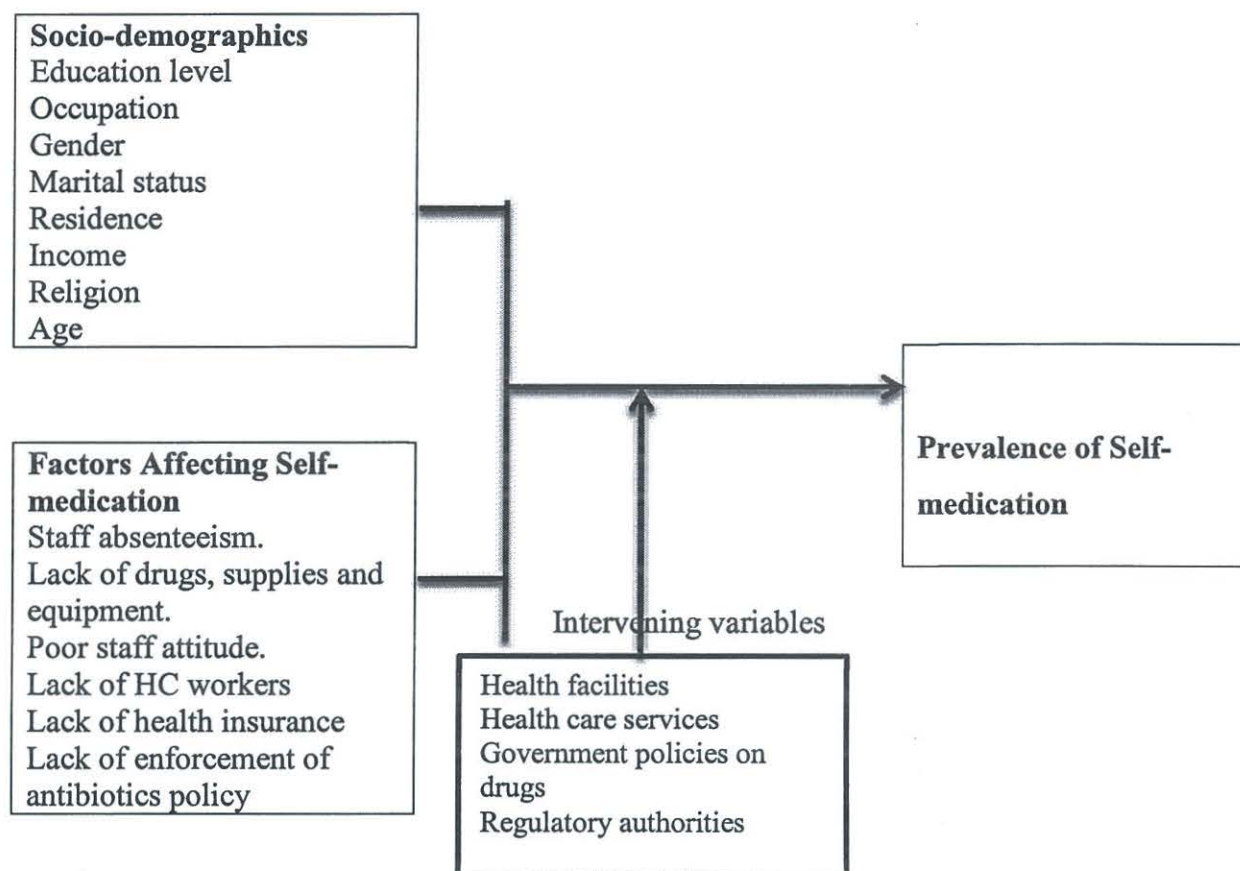 Socio-demographics
Education level
Occupation
Gender
Marital status
Residence
Income
Religion
Age
Factors Affecting Self-
medication
Staff absenteeism.
Lack of drugs, supplies and
equipment.
Poor staff attitude.
Lack of HC workers
Lack of health insurance
Lack of enforcement of
antibiotics policy
Intervening variables
Health facilities
Health care services
Government policies on
drugs
Regulatory authorities
Prevalence of Self-
medication